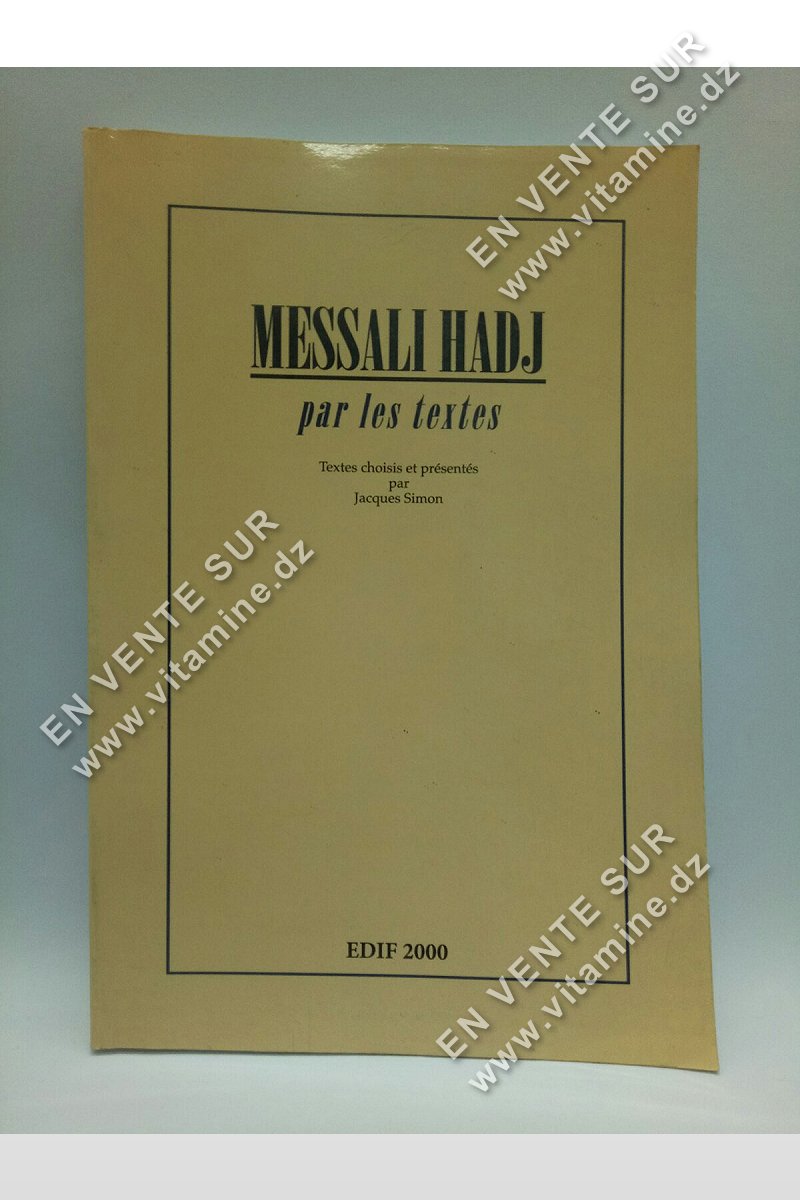 EN VENTE SUR
www.vitamine.dz
MESSALI HADJ
par les textes
Textes choisis et présentés
par
Jacques Simon
EN VENTE SUR
www.vitamine.dz
EN VENTE SUR
www.vitamine.dz
EDIF 2000